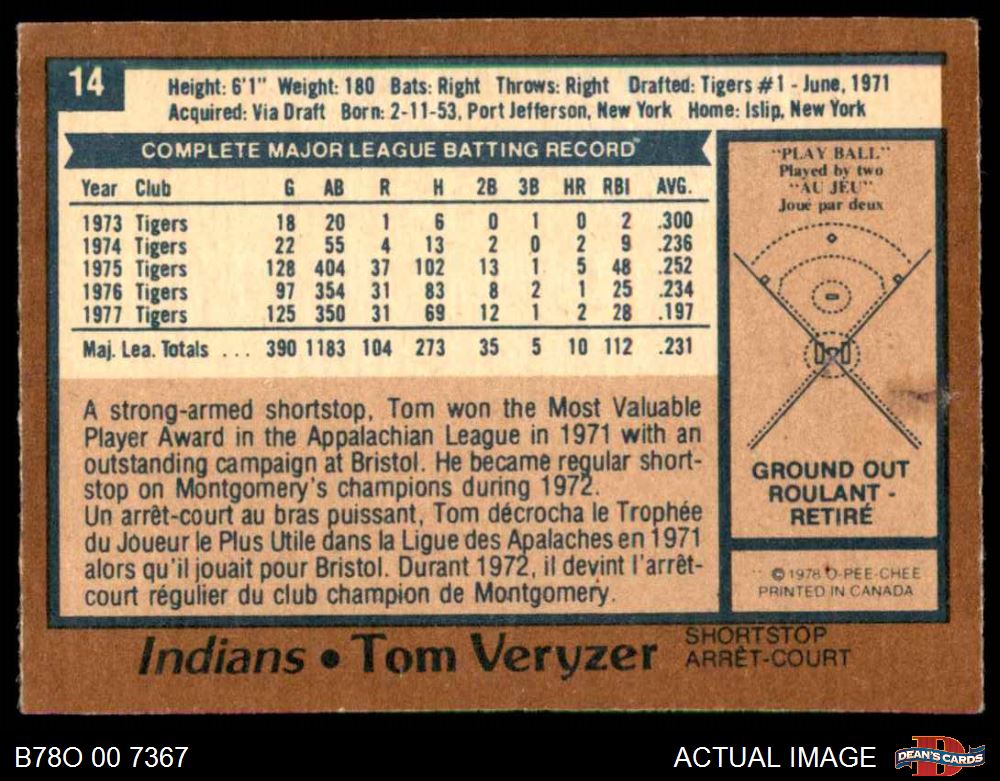 14
Height: 6'1" Weight: 180 Bats: Right Throws: Right Drafted: Tigers #1 - June, 1971
Acquired: Via Draft Born: 2-11-53, Port Jefferson, New York Home: Islip, New York
COMPLETE MAJOR LEAGUE BATTING RECORD
Year Club G AB R H 2B 3B HR RBI AVG.
1973 Tigers 18 20 1 6 0 1 0 2 .300
1974 Tigers 22 55 4 13 2 0 2 9 .236
1975 Tigers 128 404 37 102 13 1 5 48 .252
1976 Tigers 97 354 31 83 8 2 1 25 .234
1977 Tigers 125 350 31 69 12 1 2 28 .197
Maj. Lea. Totals ... 390 1183 104 273 35 5 10 112 .231
A strong-armed shortstop, Tom won the Most Valuable
Player Award in the Appalachian League in 1971 with an
outstanding campaign at Bristol. He became regular short-
stop on Montgomery's champions during 1972.
Un arrêt-court au bras puissant, Tom décrocha le Trophée
du Joueur le Plus Utile dans la Ligue des Apalaches en 1971
alors qu'il jouait pour Bristol. Durant 1972, il devint l'arrêt-
court régulier du club champion de Montgomery.
"PLAY BALL"
Played by two
"AU JEU"
Joué par deux
GROUND OUT
ROULANT -
RETIRÉ
© 1978 O-PEE-CHEE
PRINTED IN CANADA
Indians • Tom Veryzer
SHORTSTOP
ARRÊT-COURT
B78O 00 7367
ACTUAL IMAGE
DEAN'S CARDS